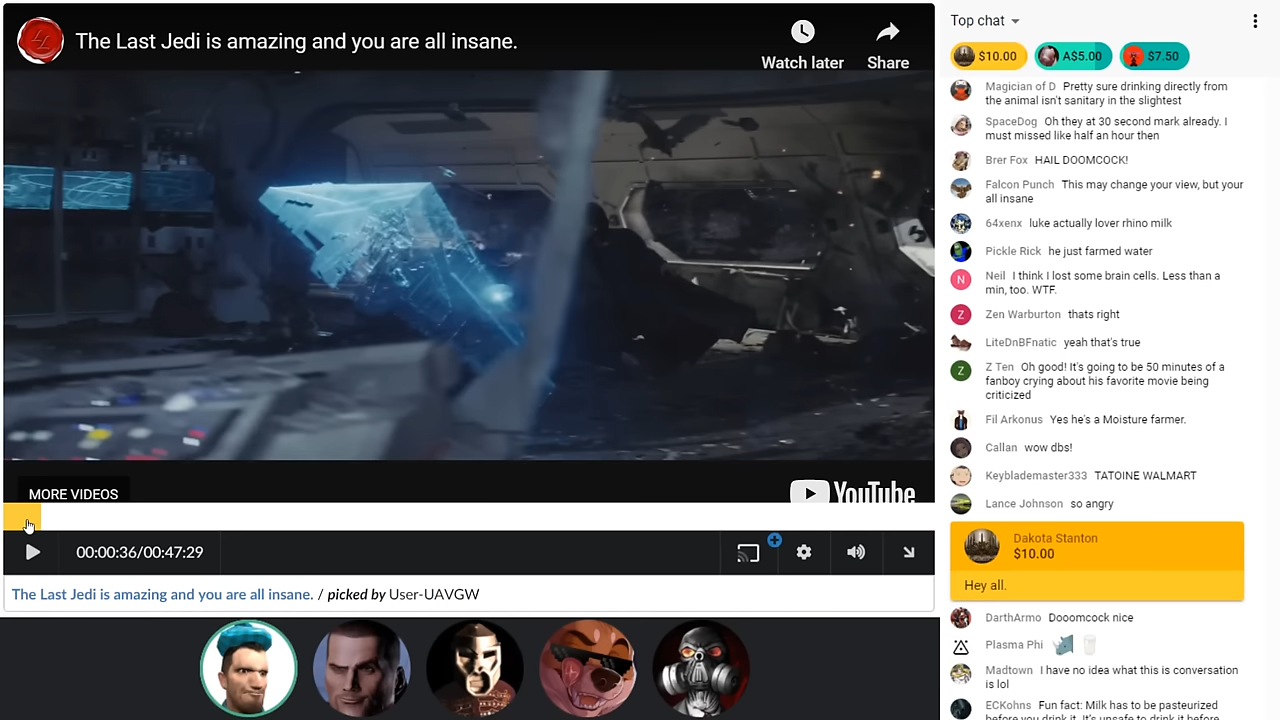 The Last Jedi is amazing and you are all insane.
Watch later
Share
MORE VIDEOS
YouTube
00:00:36/00:47:29
The Last Jedi is amazing and you are all insane. / picked by User-UAVGW
Top chat
$10.00
A$5.00
$7.50
Magician of D Pretty sure drinking directly from
the animal isn't sanitary in the slightest
SpaceDog Oh they at 30 second mark already. I
must missed like half an hour then
Brer Fox HAIL DOOMCOCK!
Falcon Punch This may change your view, but your
all insane
64xenx luke actually lover rhino milk
Pickle Rick he just farmed water
N
Neil I think I lost some brain cells. Less than a
min, too. WTF.
Z
Zen Warburton thats right
LiteDnBFnatic yeah that's true
Z
Z Ten Oh good! It's going to be 50 minutes of a
fanboy crying about his favorite movie being
criticized
Fil Arkonus Yes he's a Moisture farmer.
Callan wow dbs!
Keyblademaster333 TATOINE WALMART
Lance Johnson so angry
Dakota Stanton
$10.00
Hey all.
DarthArmo Dooomcock nice
Plasma Phi
Madtown I have no idea what this is conversation
is lol
ECKohns Fun fact: Milk has to be pasteurized
before you drink it. It's unsafe to drink it before